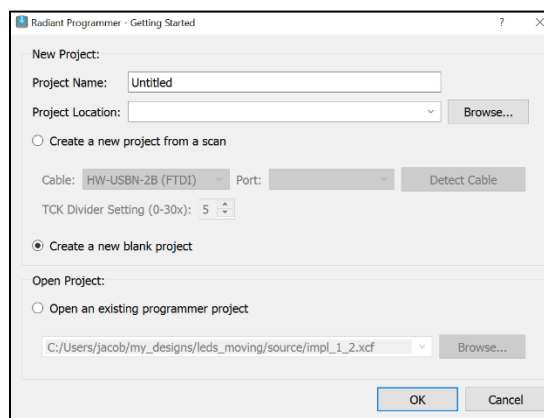 Radiant Programmer - Getting Started
New Project:
Project Name: Untitled
Project Location: Browse...
Create a new project from a scan
Cable: HW-USBN-2B (FTDI) Port: Detect Cable
TCK Divider Setting (0-30x): 5
Create a new blank project
Open Project:
Open an existing programmer project
C:/Users/jacob/my_designs/leds_moving/source/impl_1_2.xcf Browse...
OK Cancel